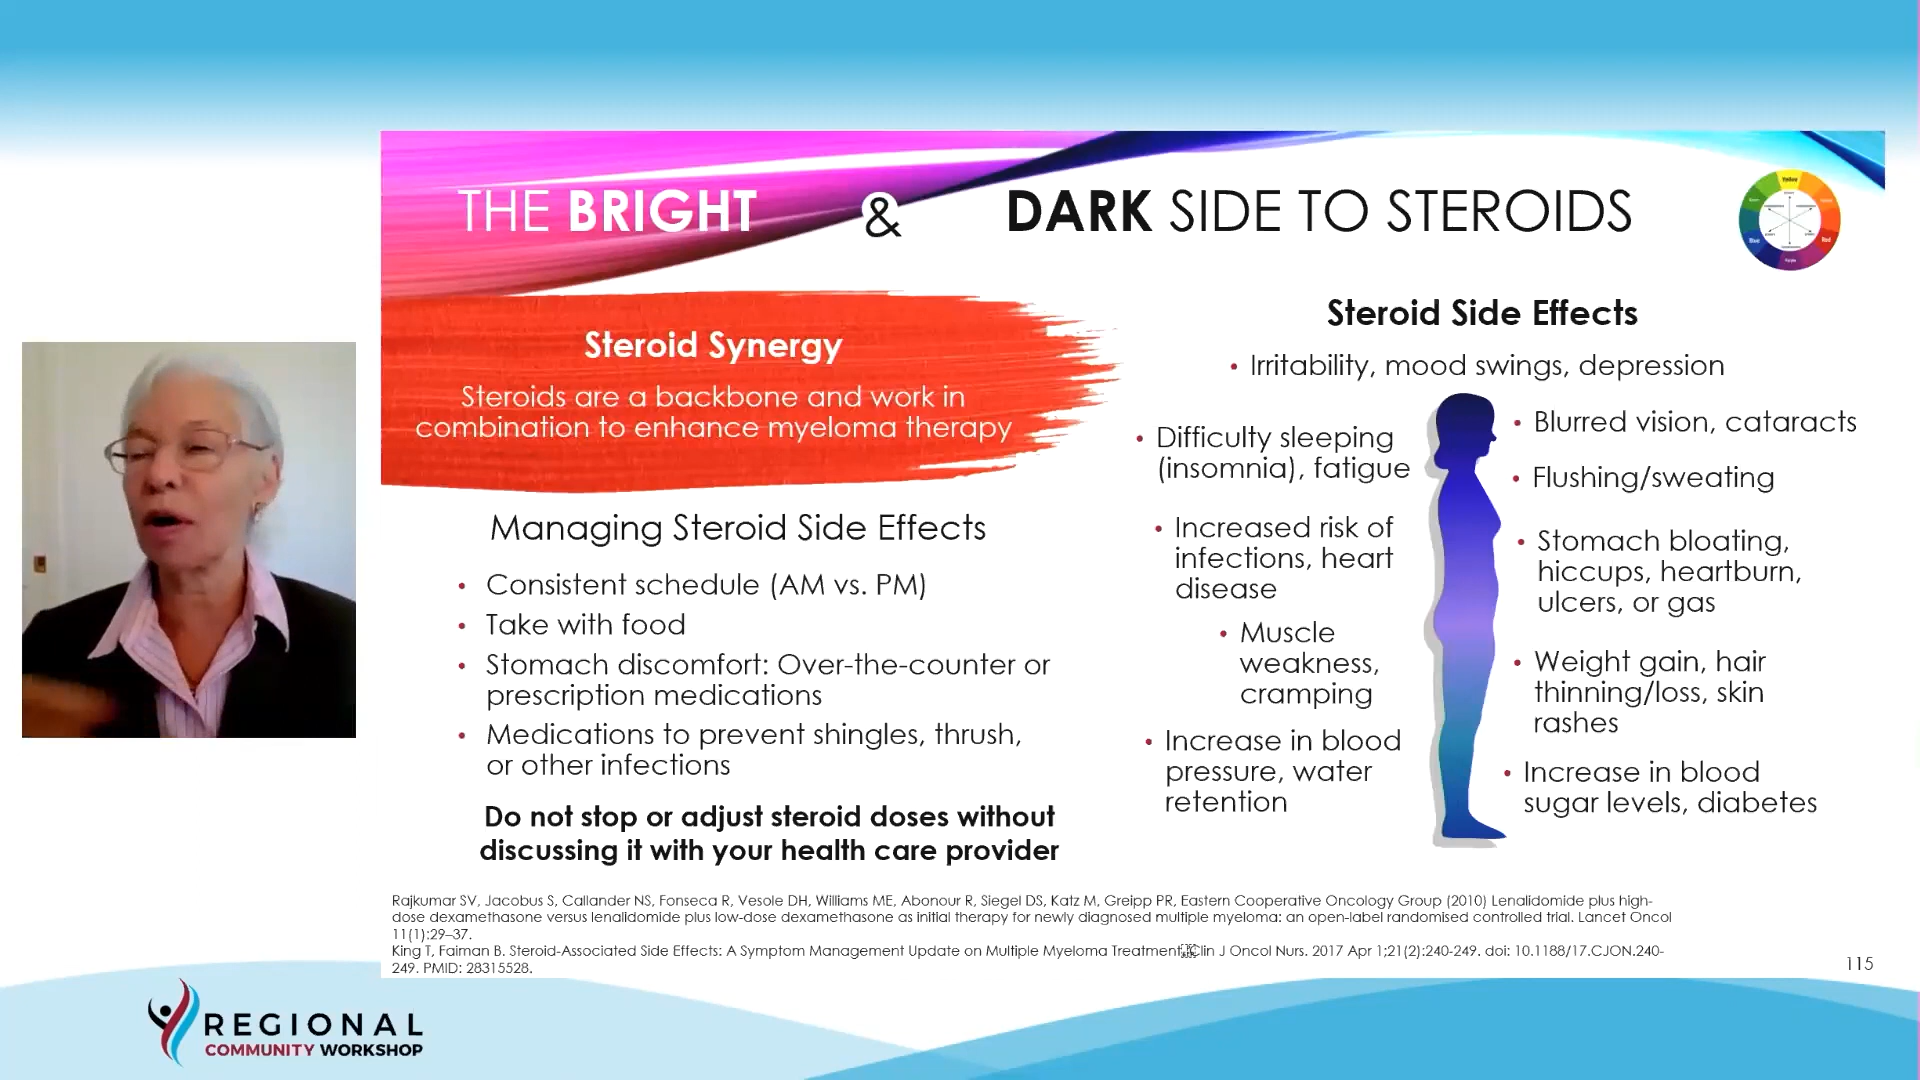 THE BRIGHT & DARK SIDE TO STEROIDS
Yellow
Red
Blue
Steroid Synergy
Steroids are a backbone and work in
combination to enhance myeloma therapy
Managing Steroid Side Effects
• Consistent schedule (AM vs. PM)
• Take with food
• Stomach discomfort: Over-the-counter or
prescription medications
• Medications to prevent shingles, thrush,
or other infections
Do not stop or adjust steroid doses without
discussing it with your health care provider
Steroid Side Effects
• Irritability, mood swings, depression
• Difficulty sleeping
(insomnia), fatigue
• Increased risk of
infections, heart
disease
• Muscle
weakness,
cramping
• Increase in blood
pressure, water
retention
• Blurred vision, cataracts
• Flushing/sweating
• Stomach bloating,
hiccups, heartburn,
ulcers, or gas
• Weight gain, hair
thinning/loss, skin
rashes
• Increase in blood
sugar levels, diabetes
Rajkumar SV, Jacobus S, Callander NS, Fonseca R, Vesole DH, Williams ME, Abonour R, Siegel DS, Katz M, Greipp PR, Eastern Cooperative Oncology Group (2010) Lenalidomide plus high-
dose dexamethasone versus lenalidomide plus low-dose dexamethasone as initial therapy for newly diagnosed multiple myeloma: an open-label randomised controlled trial. Lancet Oncol
11(1):29–37.
King T, Faiman B. Steroid-Associated Side Effects: A Symptom Management Update on Multiple Myeloma Treatment. Clin J Oncol Nurs. 2017 Apr 1;21(2):240-249. doi: 10.1188/17.CJON.240-
249. PMID: 28315528.
115
REGIONAL
COMMUNITY WORKSHOP